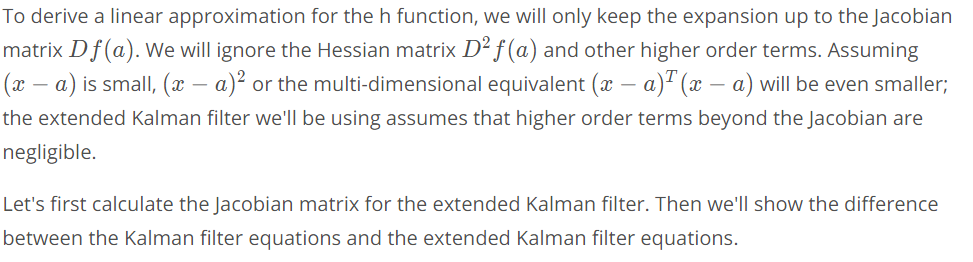 To derive a linear approximation for the h function, we will only keep the expansion up to the Jacobian
matrix Df(a). We will ignore the Hessian matrix D²f(a) and other higher order terms. Assuming
(x − a) is small, (x − a)² or the multi-dimensional equivalent (x − a)ᵀ(x − a) will be even smaller;
the extended Kalman filter we'll be using assumes that higher order terms beyond the Jacobian are
negligible.
Let's first calculate the Jacobian matrix for the extended Kalman filter. Then we'll show the difference
between the Kalman filter equations and the extended Kalman filter equations.